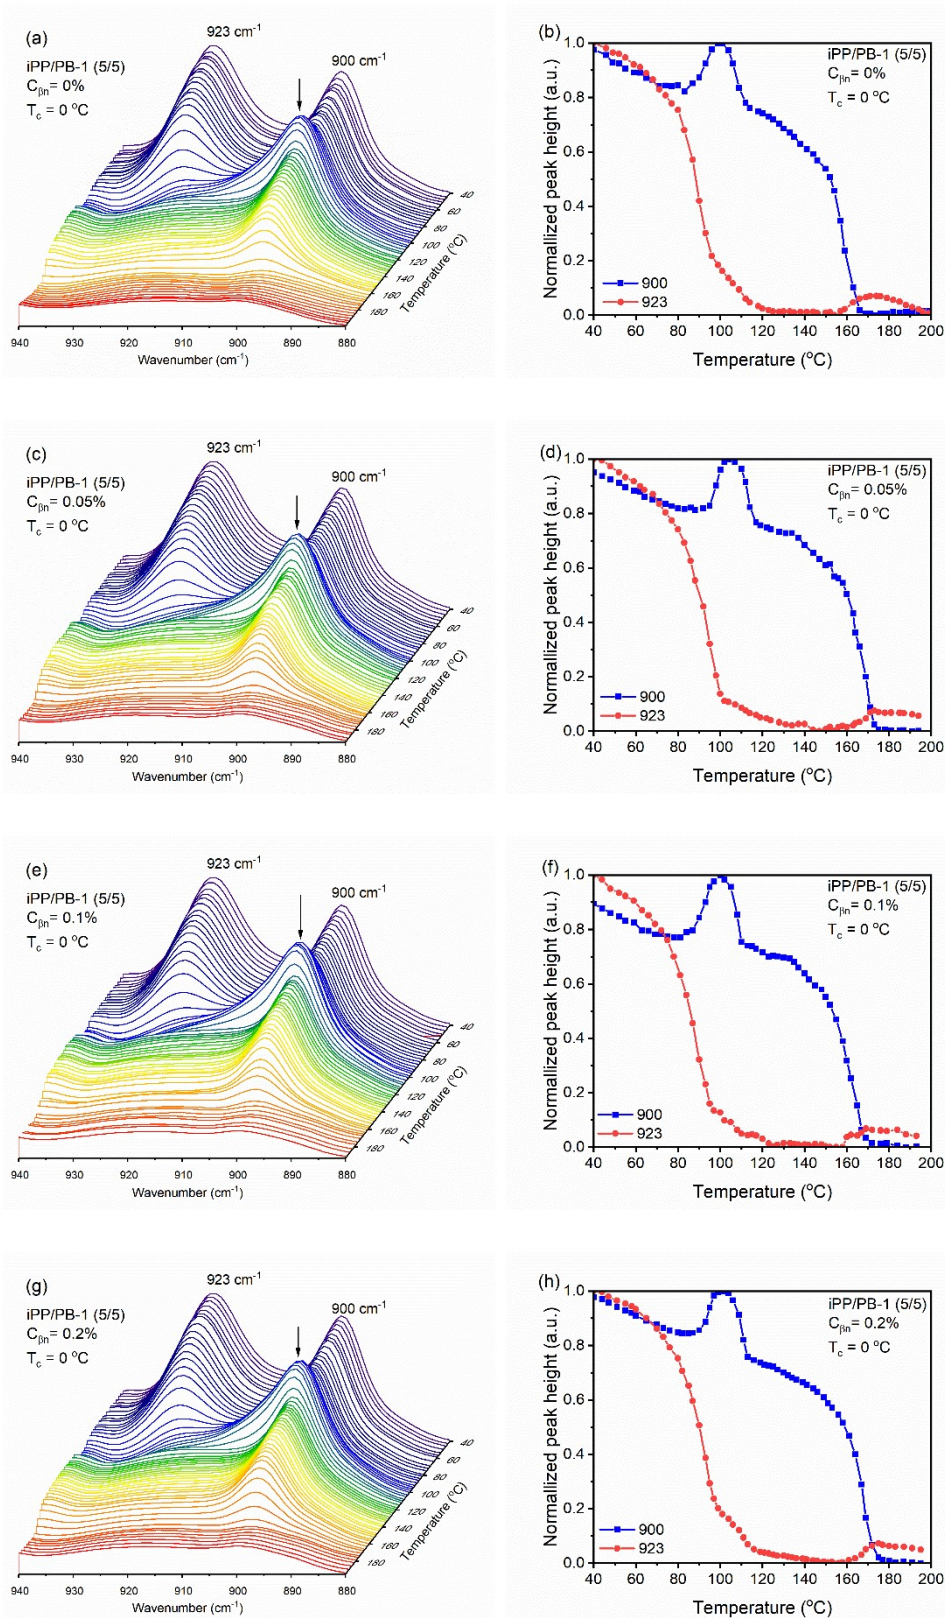 (a)
923 cm⁻¹
900 cm⁻¹
iPP/PB-1 (5/5)
Cβn = 0%
Tc = 0 °C
40
60
80
100
120
140
160
180
Temperature (°C)
940 930 920 910 900 890 880
Wavenumber (cm⁻¹)
(b)
iPP/PB-1 (5/5)
Cβn = 0%
Tc = 0 °C
1.0
0.8
0.6
0.4
0.2
0.0
Normallized peak height (a.u.)
900
923
40 60 80 100 120 140 160 180 200
Temperature (°C)
(c)
923 cm⁻¹
900 cm⁻¹
iPP/PB-1 (5/5)
Cβn = 0.05%
Tc = 0 °C
40
60
80
100
120
140
160
180
Temperature (°C)
940 930 920 910 900 890 880
Wavenumber (cm⁻¹)
(d)
iPP/PB-1 (5/5)
Cβn = 0.05%
Tc = 0 °C
1.0
0.8
0.6
0.4
0.2
0.0
Normallized peak height (a.u.)
900
923
40 60 80 100 120 140 160 180 200
Temperature (°C)
(e)
923 cm⁻¹
900 cm⁻¹
iPP/PB-1 (5/5)
Cβn = 0.1%
Tc = 0 °C
40
60
80
100
120
140
160
180
Temperature (°C)
940 930 920 910 900 890 880
Wavenumber (cm⁻¹)
(f)
iPP/PB-1 (5/5)
Cβn = 0.1%
Tc = 0 °C
1.0
0.8
0.6
0.4
0.2
0.0
Normallized peak height (a.u.)
900
923
40 60 80 100 120 140 160 180 200
Temperature (°C)
(g)
923 cm⁻¹
900 cm⁻¹
iPP/PB-1 (5/5)
Cβn = 0.2%
Tc = 0 °C
40
60
80
100
120
140
160
180
Temperature (°C)
940 930 920 910 900 890 880
Wavenumber (cm⁻¹)
(h)
iPP/PB-1 (5/5)
Cβn = 0.2%
Tc = 0 °C
1.0
0.8
0.6
0.4
0.2
0.0
Normallized peak height (a.u.)
900
923
40 60 80 100 120 140 160 180 200
Temperature (°C)